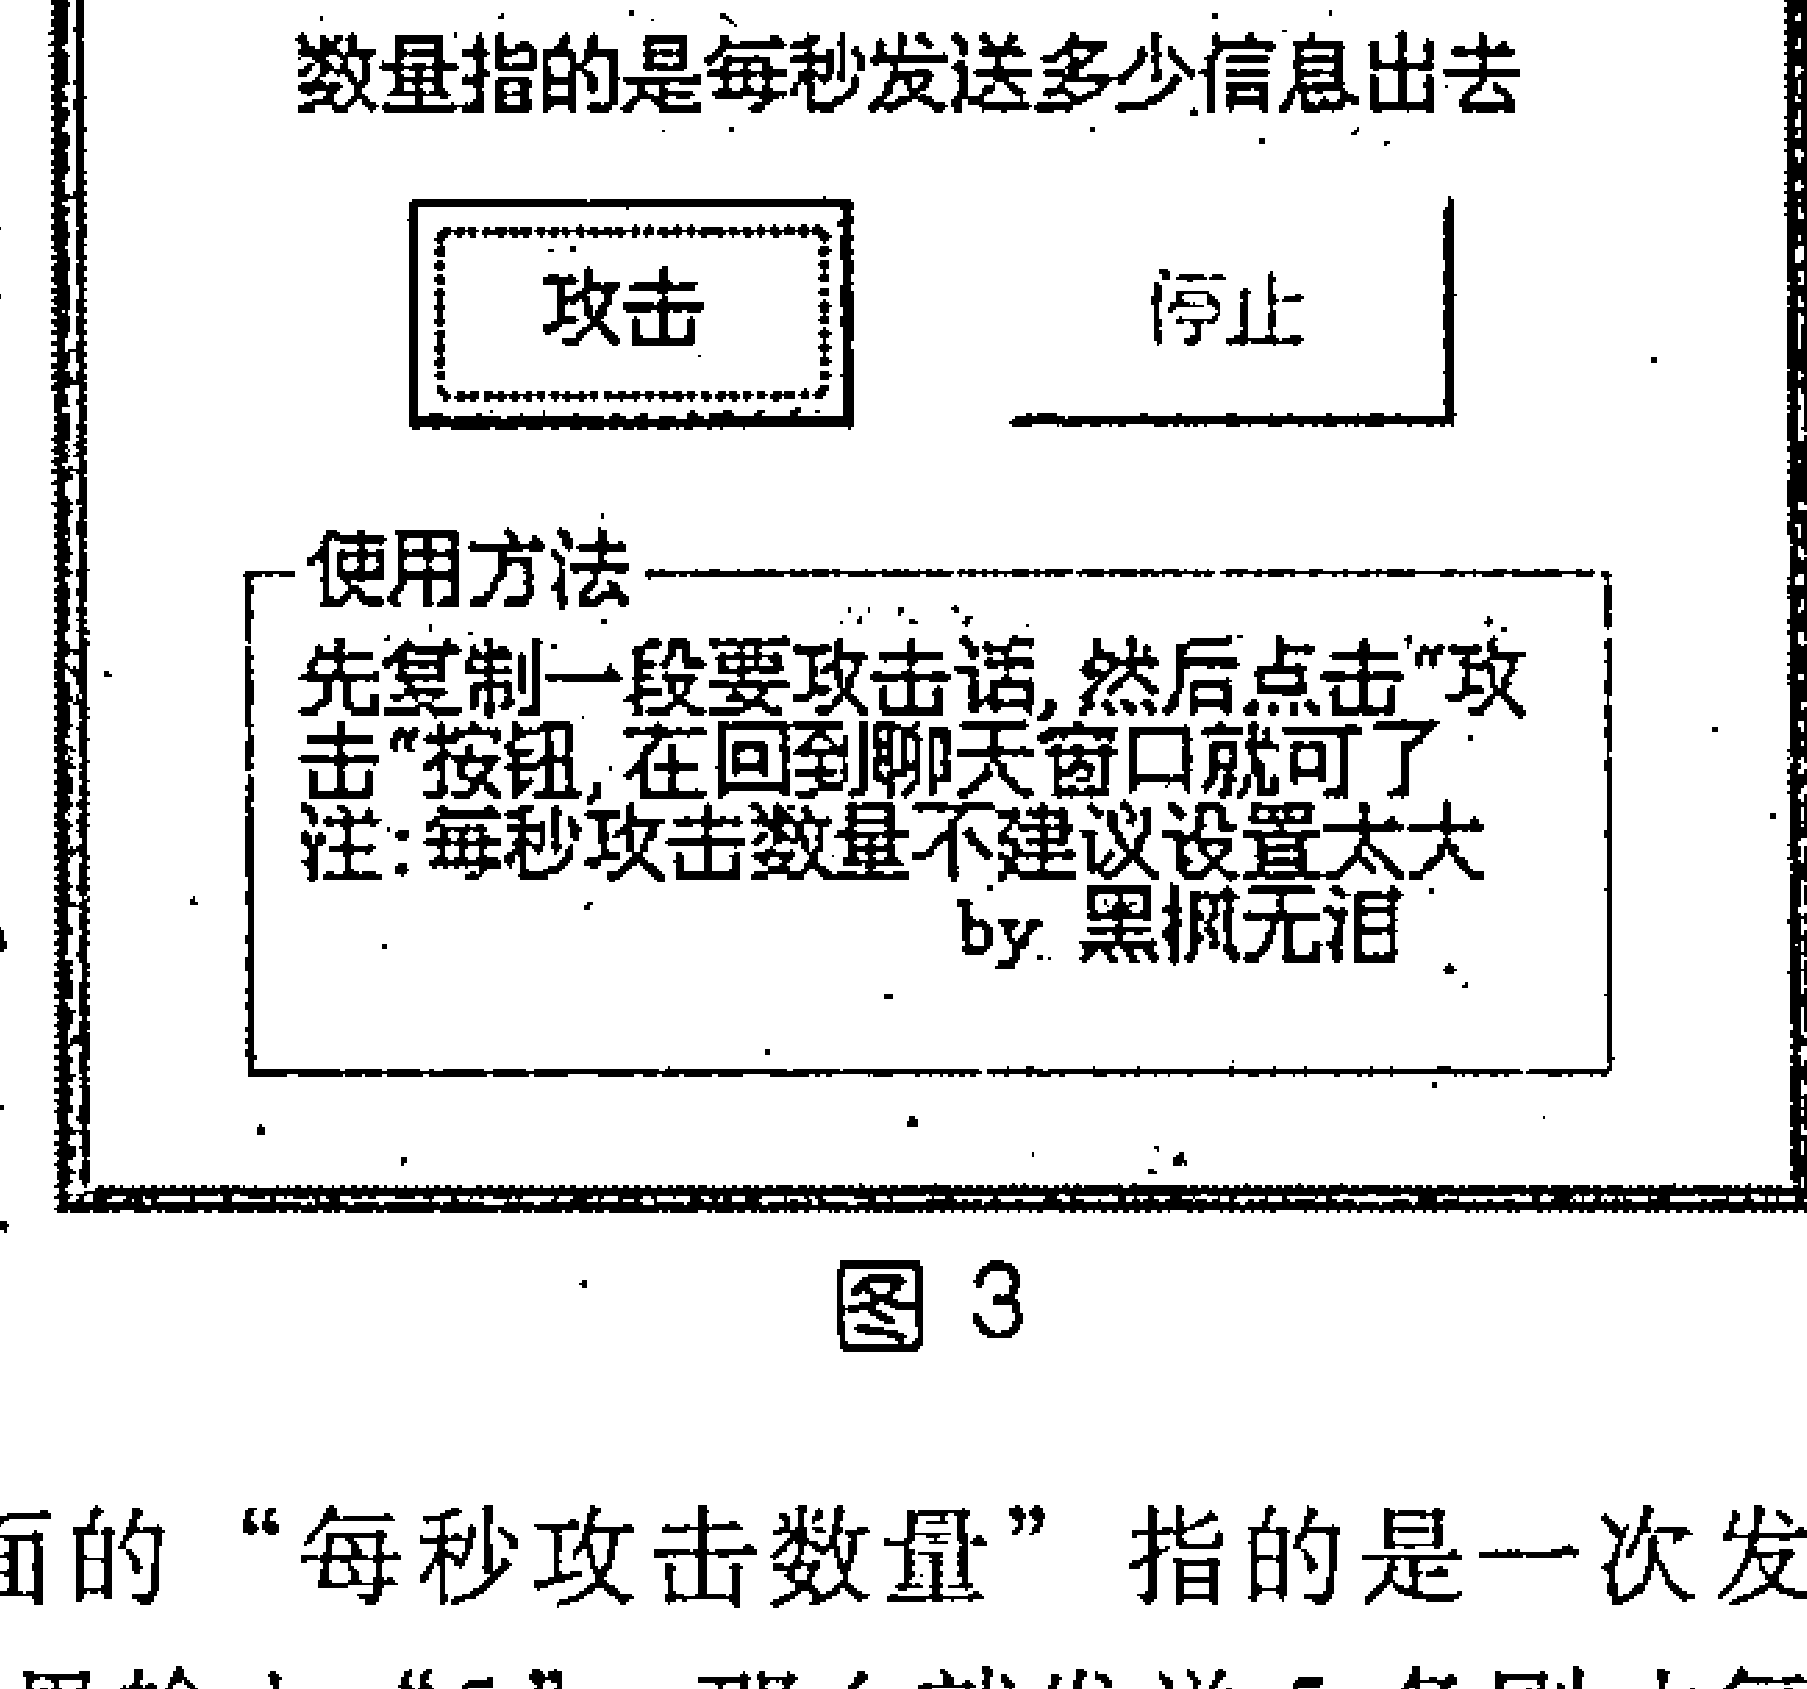 数量指的是每秒发送多少信息出去
攻击 停止
使用方法
先复制一段要攻击话,然后点击"攻
击"按钮,在回到聊天窗口就可了
注:每秒攻击数量不建议设置太大
by 黑枫无泪
图 3
面的“每秒攻击数量”指的是一次发